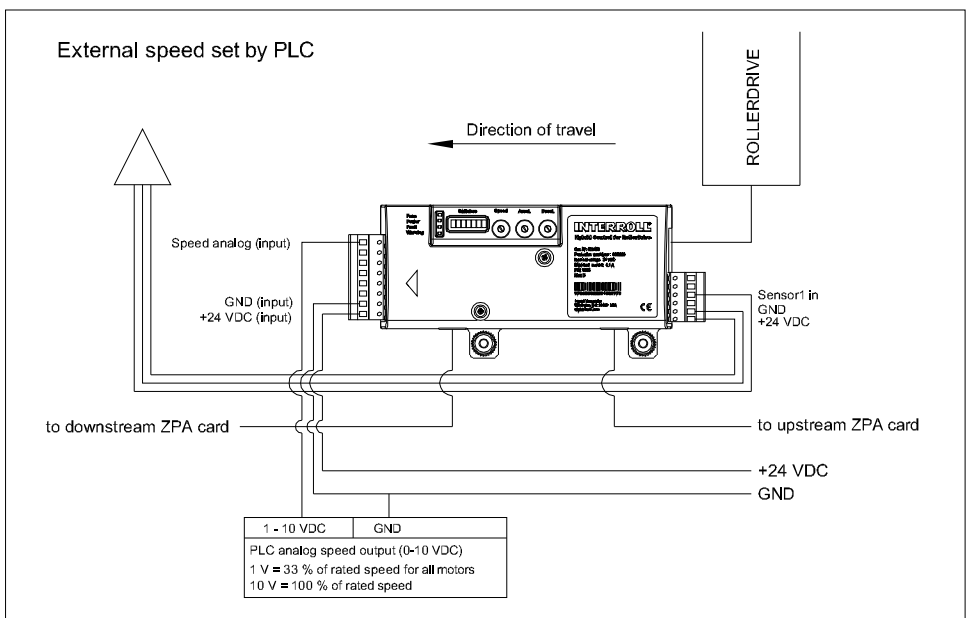 External speed set by PLC
ROLLERDRIVE
Direction of travel
Speed analog (input)
GND (input)
+24 VDC (input)
Speed
INTERROLL
Sensor1 in
GND
+24 VDC
to downstream ZPA card
to upstream ZPA card
+24 VDC
GND
1 - 10 VDC GND
PLC analog speed output (0-10 VDC)
1 V = 33 % of rated speed for all motors
10 V = 100 % of rated speed